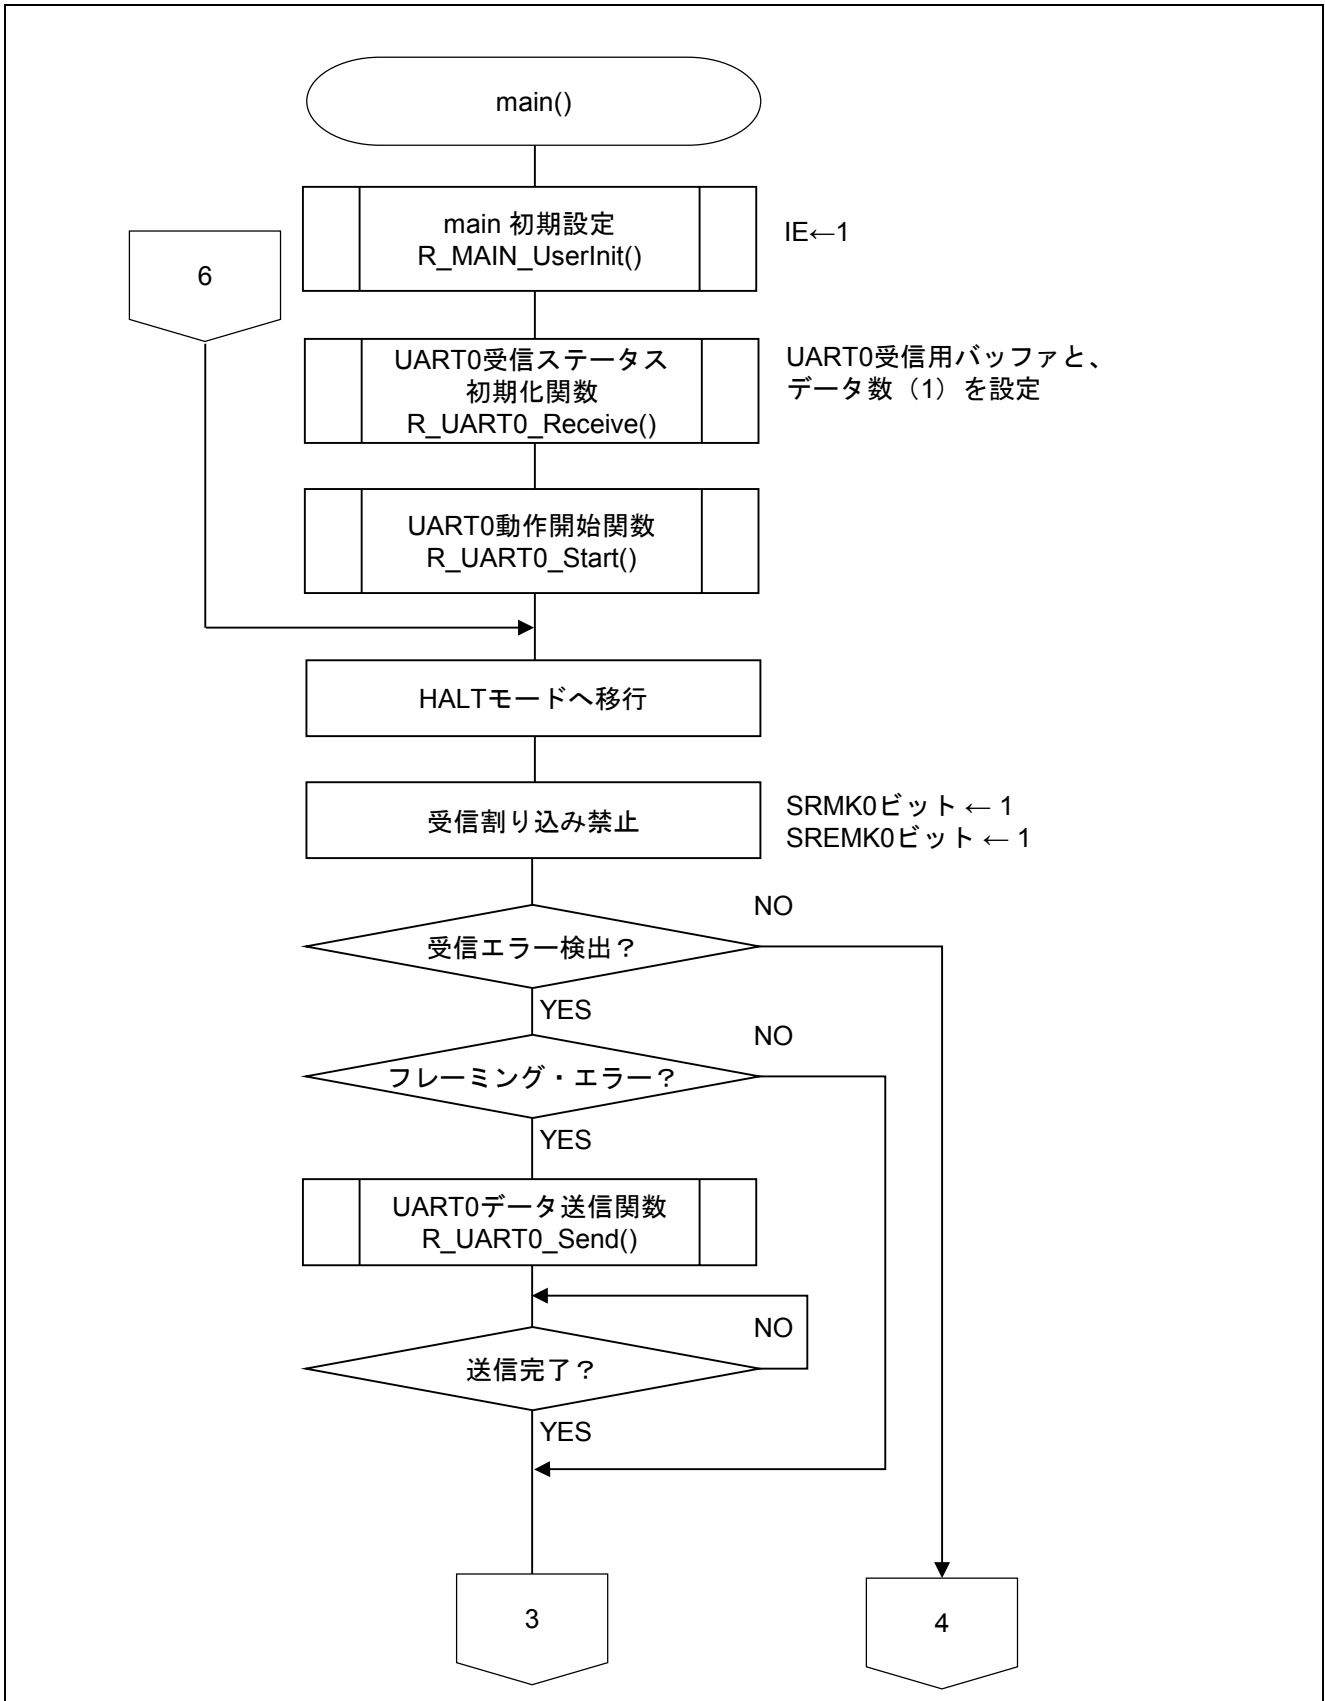 main()
main 初期設定
R_MAIN_UserInit()
IE←1
6
UART0受信ステータス
初期化関数
R_UART0_Receive()
UART0受信用バッファと、
データ数（1）を設定
UART0動作開始関数
R_UART0_Start()
HALTモードへ移行
受信割り込み禁止
SRMK0ビット ← 1
SREMK0ビット ← 1
NO
受信エラー検出？
YES
NO
フレーミング・エラー？
YES
UART0データ送信関数
R_UART0_Send()
NO
送信完了？
YES
3
4